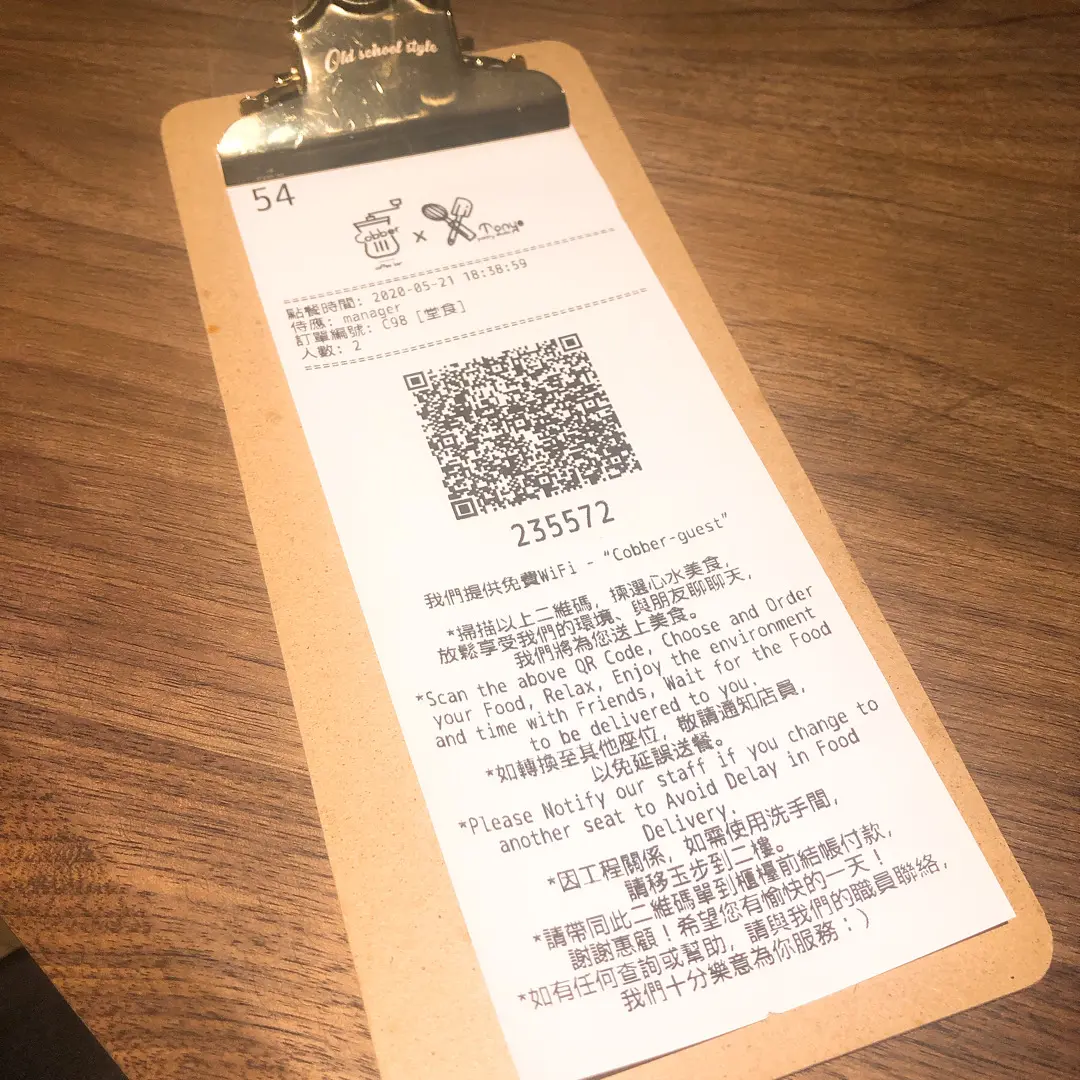 Old school style
54
Cobber
x
Tony's
點餐時間: 2020-05-21 18:38:59
侍應: manager
訂單編號: C98 [堂食]
人數: 2
235572
我們提供免費WiFi - "Cobber-guest"
*掃描以上二維碼, 揀選心水美食,
放鬆享受我們的環境、與朋友聊聊天,
我們將為您送上美食。
*Scan the above QR Code, Choose and Order
your Food, Relax, Enjoy the environment
and time with Friends, Wait for the Food
to be delivered to you.
*如轉換至其他座位, 敬請通知店員,
以免延誤送餐。
*Please Notify our staff if you change to
another seat to Avoid Delay in Food
Delivery.
*因工程關係, 如需使用洗手間,
請移玉步到二樓。
*請帶同此二維碼單到櫃檯前結帳付款,
謝謝惠顧！希望您有愉快的一天！
*如有任何查詢或幫助, 請與我們的職員聯絡,
我們十分樂意為你服務：)